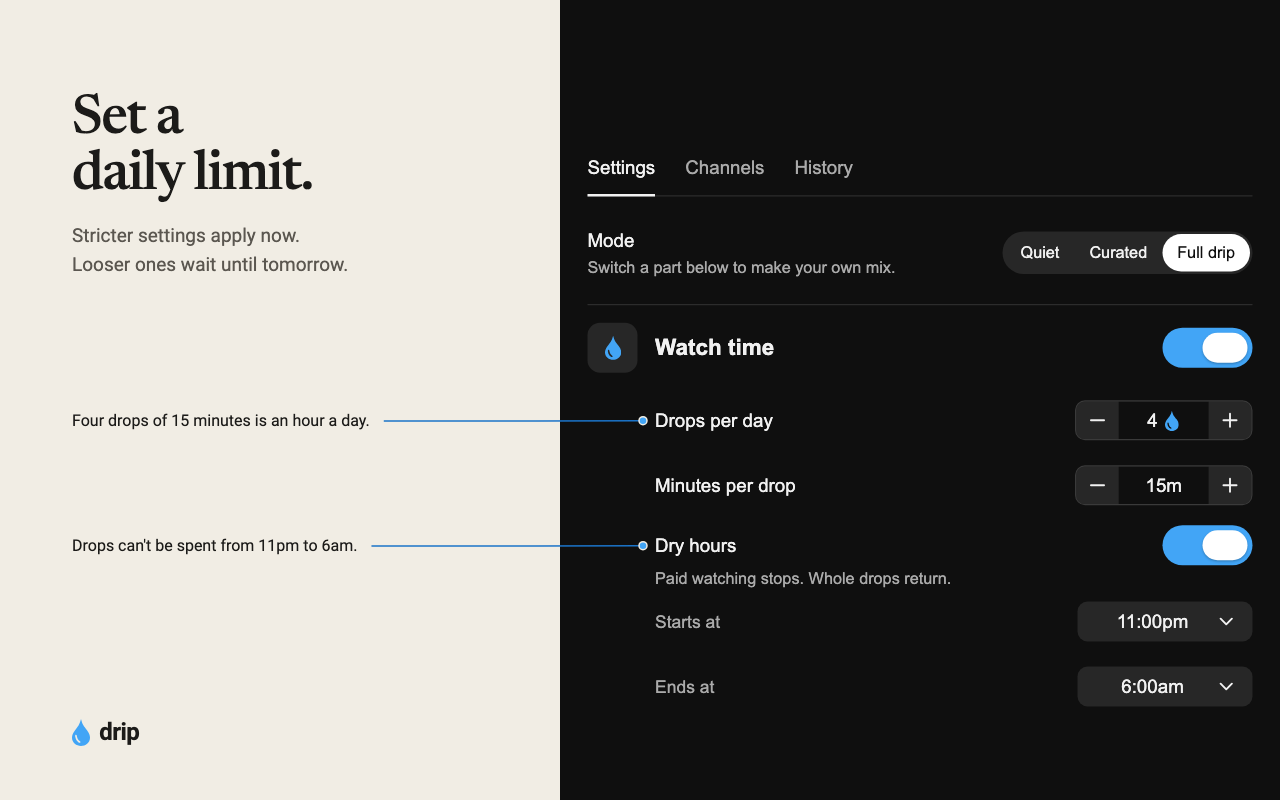 Set a
daily limit.
Stricter settings apply now.
Looser ones wait until tomorrow.
Four drops of 15 minutes is an hour a day.
Drops can't be spent from 11pm to 6am.
drip
Settings Channels History
Mode
Switch a part below to make your own mix.
Quiet Curated Full drip
Watch time
Drops per day
− 4 +
Minutes per drop
− 15m +
Dry hours
Paid watching stops. Whole drops return.
Starts at 11:00pm
Ends at 6:00am